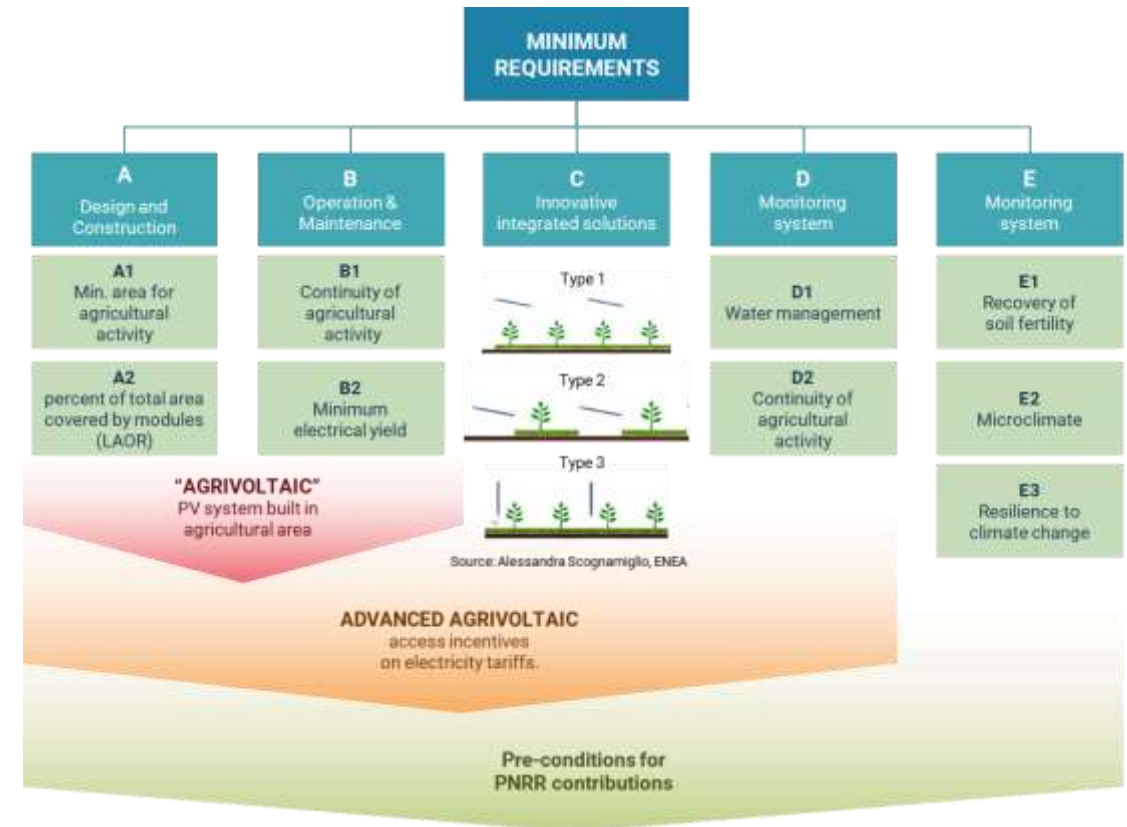 MINIMUM
REQUIREMENTS
A
Design and
Construction
B
Operation &
Maintenance
C
Innovative
integrated solutions
D
Monitoring
system
E
Monitoring
system
A1
Min. area for
agricultural
activity
A2
percent of total area
covered by modules
(LAOR)
B1
Continuity of
agricultural
activity
B2
Minimum
electrical yield
Type 1
Type 2
Type 3
Source: Alessandra Scognamiglio, ENEA
D1
Water management
D2
Continuity of
agricultural
activity
E1
Recovery of
soil fertility
E2
Microclimate
E3
Resilience to
climate change
"AGRIVOLTAIC"
PV system built in
agricultural area
ADVANCED AGRIVOLTAIC
access incentives
on electricity tariffs.
Pre-conditions for
PNRR contributions